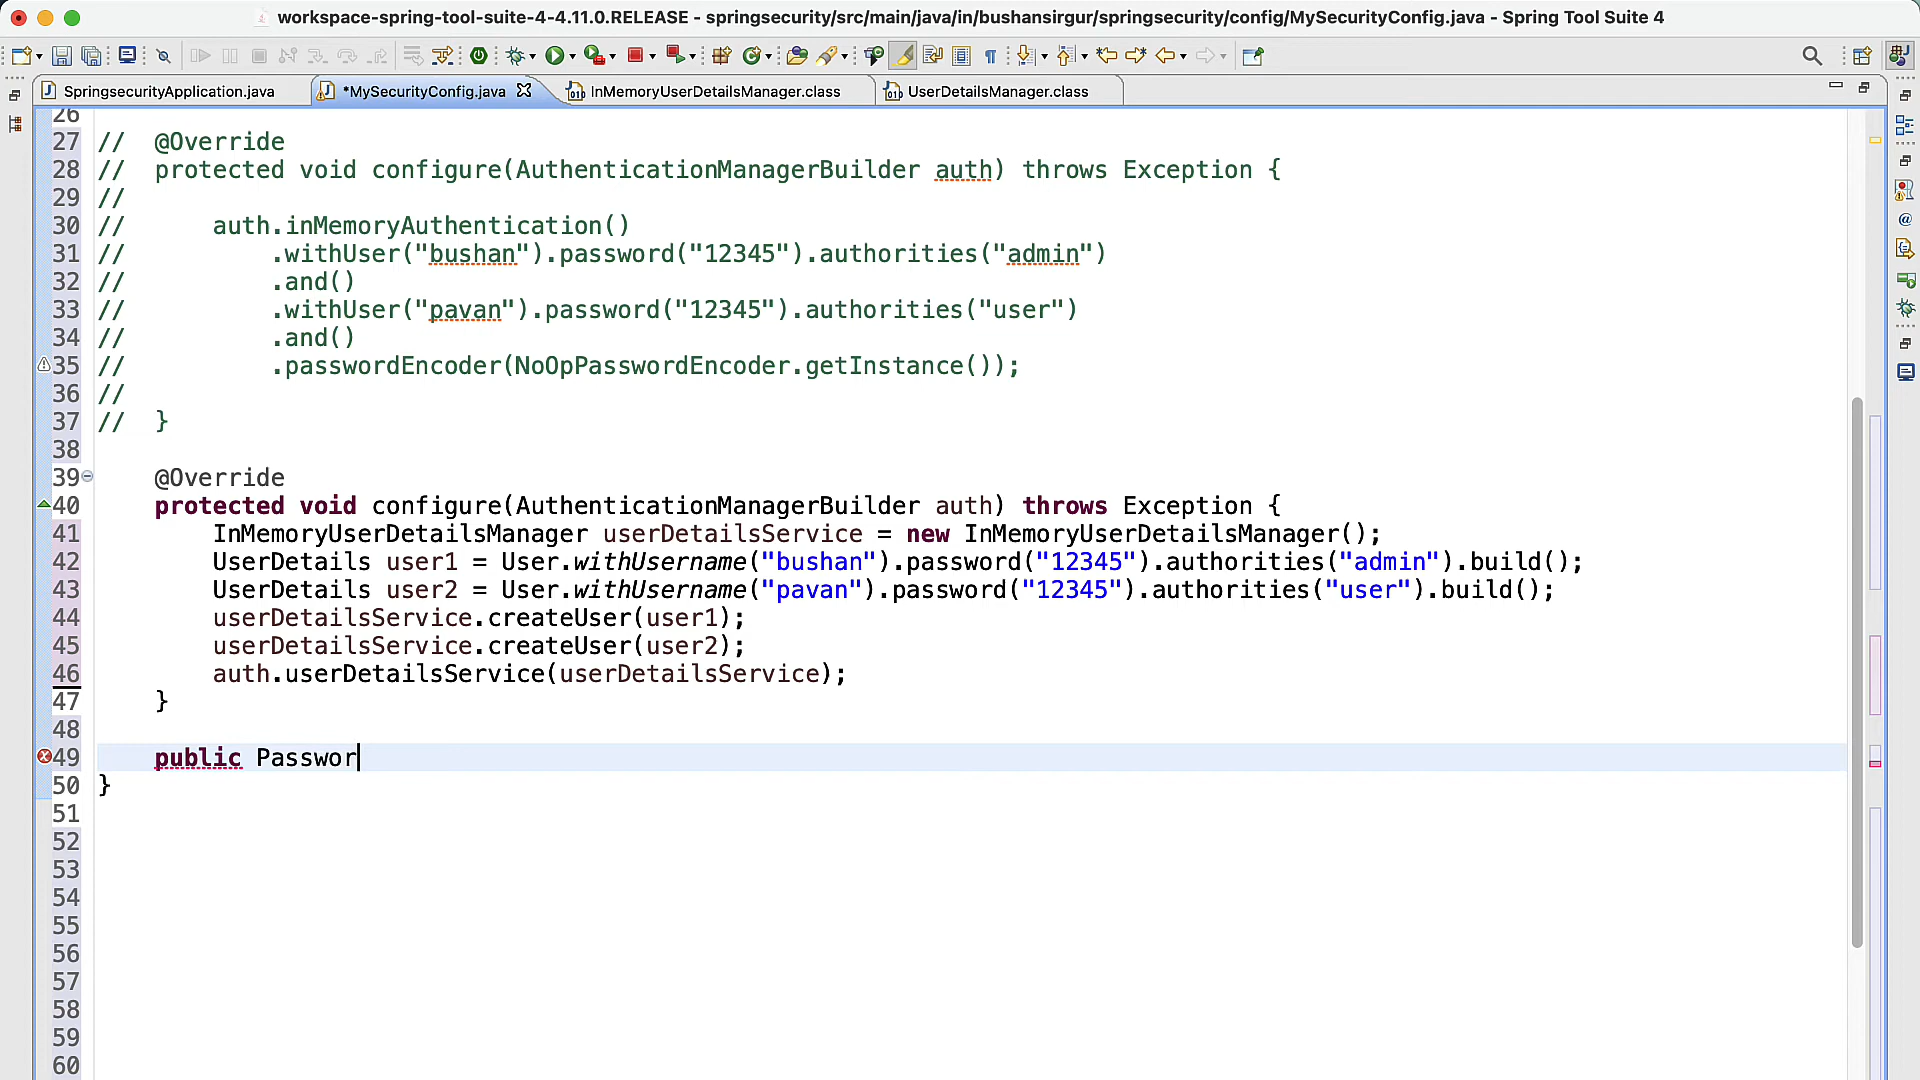 workspace-spring-tool-suite-4-4.11.0.RELEASE - springsecurity/src/main/java/in/bushansirgur/springsecurity/config/MySecurityConfig.java - Spring Tool Suite 4
SpringsecurityApplication.java *MySecurityConfig.java InMemoryUserDetailsManager.class UserDetailsManager.class
26
27 // @Override
28 // protected void configure(AuthenticationManagerBuilder auth) throws Exception {
29 //
30 // auth.inMemoryAuthentication()
31 // .withUser("bushan").password("12345").authorities("admin")
32 // .and()
33 // .withUser("pavan").password("12345").authorities("user")
34 // .and()
35 // .passwordEncoder(NoOpPasswordEncoder.getInstance());
36 //
37 // }
38
39 @Override
40 protected void configure(AuthenticationManagerBuilder auth) throws Exception {
41 InMemoryUserDetailsManager userDetailsService = new InMemoryUserDetailsManager();
42 UserDetails user1 = User.withUsername("bushan").password("12345").authorities("admin").build();
43 UserDetails user2 = User.withUsername("pavan").password("12345").authorities("user").build();
44 userDetailsService.createUser(user1);
45 userDetailsService.createUser(user2);
46 auth.userDetailsService(userDetailsService);
47 }
48
49 public Passwor
50 }
51
52
53
54
55
56
57
58
59
60